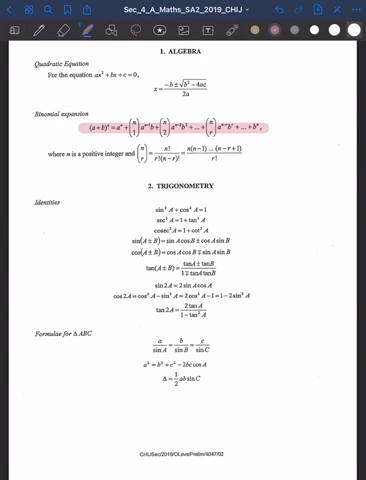 Sec_4_A_Maths_SA2_2019_CHIJ
1. ALGEBRA
Quadratic Equation
For the equation ax² + bx + c = 0,
x = (−b ± √(b² − 4ac)) / 2a
Binomial expansion
(a + b)ⁿ = aⁿ + (n 1) aⁿ⁻¹b + (n 2) aⁿ⁻²b² + ... + (n r) aⁿ⁻ʳbʳ + ... + bⁿ,
where n is a positive integer and (n r) = n! / r!(n − r)! = n(n − 1) ... (n − r + 1) / r!
2. TRIGONOMETRY
Identities
sin² A + cos² A = 1
sec² A = 1 + tan² A
cosec² A = 1 + cot² A
sin(A ± B) = sin A cos B ± cos A sin B
cos(A ± B) = cos A cos B ∓ sin A sin B
tan(A ± B) = (tan A ± tan B) / (1 ∓ tan A tan B)
sin 2A = 2 sin A cos A
cos 2A = cos² A − sin² A = 2 cos² A − 1 = 1 − 2 sin² A
tan 2A = 2 tan A / (1 − tan² A)
Formulae for Δ ABC
a / sin A = b / sin B = c / sin C
a² = b² + c² − 2bc cos A
Δ = 1/2 ab sin C
CHIJSec/2019/OLevelPrelim/4047/02